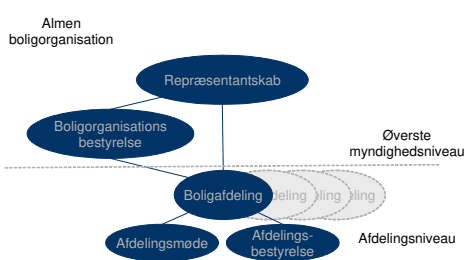 Almen
boligorganisation
Repræsentantskab
Boligorganisations
bestyrelse
Øverste
myndighedsniveau
Boligafdeling
Afdelingsmøde
Afdelings-
bestyrelse
Afdelingsniveau